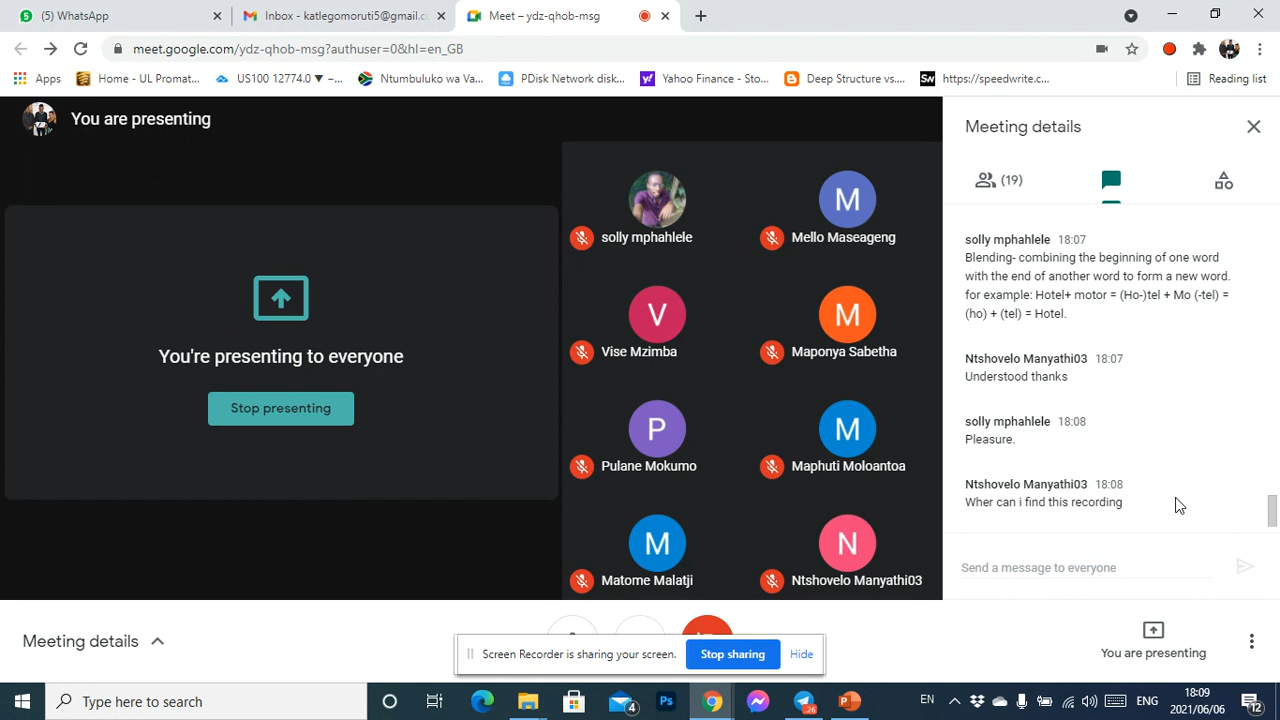 5 (5) WhatsApp
Inbox - katlegomoruti5@gmail.c
Meet – ydz-qhob-msg
meet.google.com/ydz-qhob-msg?authuser=0&hl=en_GB
Apps
Home - UL Promat...
US100 12774.0 ▼ −...
Ntumbuluko wa Va...
PDisk Network disk...
Yahoo Finance - Sto...
Deep Structure vs....
Sw https://speedwrite.c...
Reading list
You are presenting
You're presenting to everyone
Stop presenting
solly mphahlele
M
Mello Maseageng
V
Vise Mzimba
M
Maponya Sabetha
P
Pulane Mokumo
M
Maphuti Moloantoa
M
Matome Malatji
N
Ntshovelo Manyathi03
Meeting details
(19)
solly mphahlele 18:07
Blending- combining the beginning of one word
with the end of another word to form a new word.
for example: Hotel+ motor = (Ho-)tel + Mo (-tel) =
(ho) + (tel) = Hotel.
Ntshovelo Manyathi03 18:07
Understood thanks
solly mphahlele 18:08
Pleasure.
Ntshovelo Manyathi03 18:08
Wher can i find this recording
Send a message to everyone
Meeting details
Screen Recorder is sharing your screen.
Stop sharing
Hide
You are presenting
Type here to search
4
Ps
26
EN
ENG
18:09
2021/06/06
12